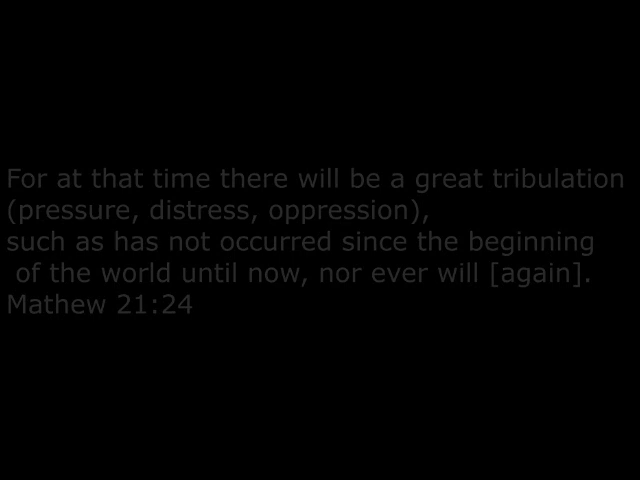 For at that time there will be a great tribulation
(pressure, distress, oppression),
such as has not occurred since the beginning
of the world until now, nor ever will [again].
Mathew 21:24